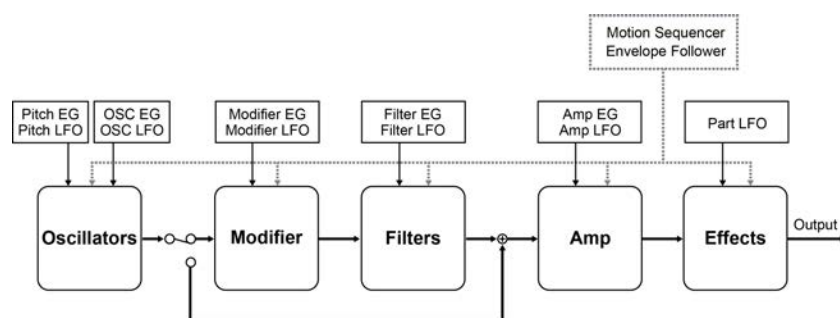 Motion Sequencer
Envelope Follower
Pitch EG
Pitch LFO
OSC EG
OSC LFO
Modifier EG
Modifier LFO
Filter EG
Filter LFO
Amp EG
Amp LFO
Part LFO
Oscillators
Modifier
Filters
Amp
Effects
Output